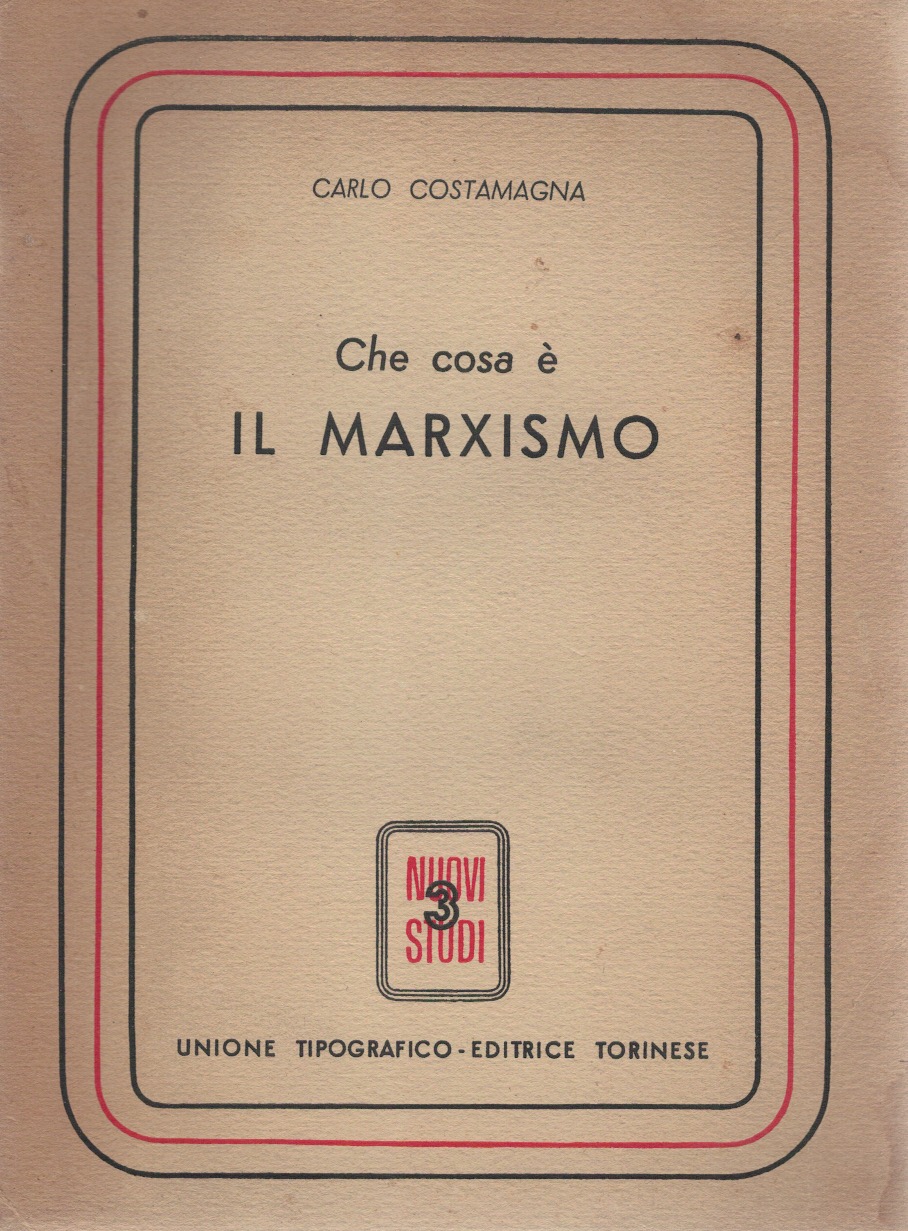 CARLO COSTAMAGNA
Che cosa è
IL MARXISMO
NUOVI
3
STUDI
UNIONE TIPOGRAFICO-EDITRICE TORINESE